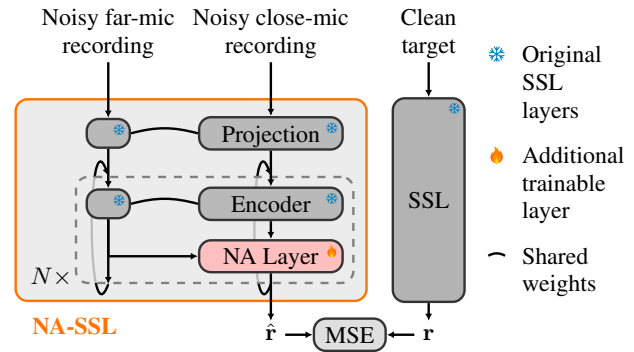 Noisy far-mic
recording
Noisy close-mic
recording
Clean
target
Original
SSL
layers
Projection
Additional
trainable
layer
Encoder
SSL
NA Layer
Shared
weights
N×
NA-SSL
r̂
MSE
r